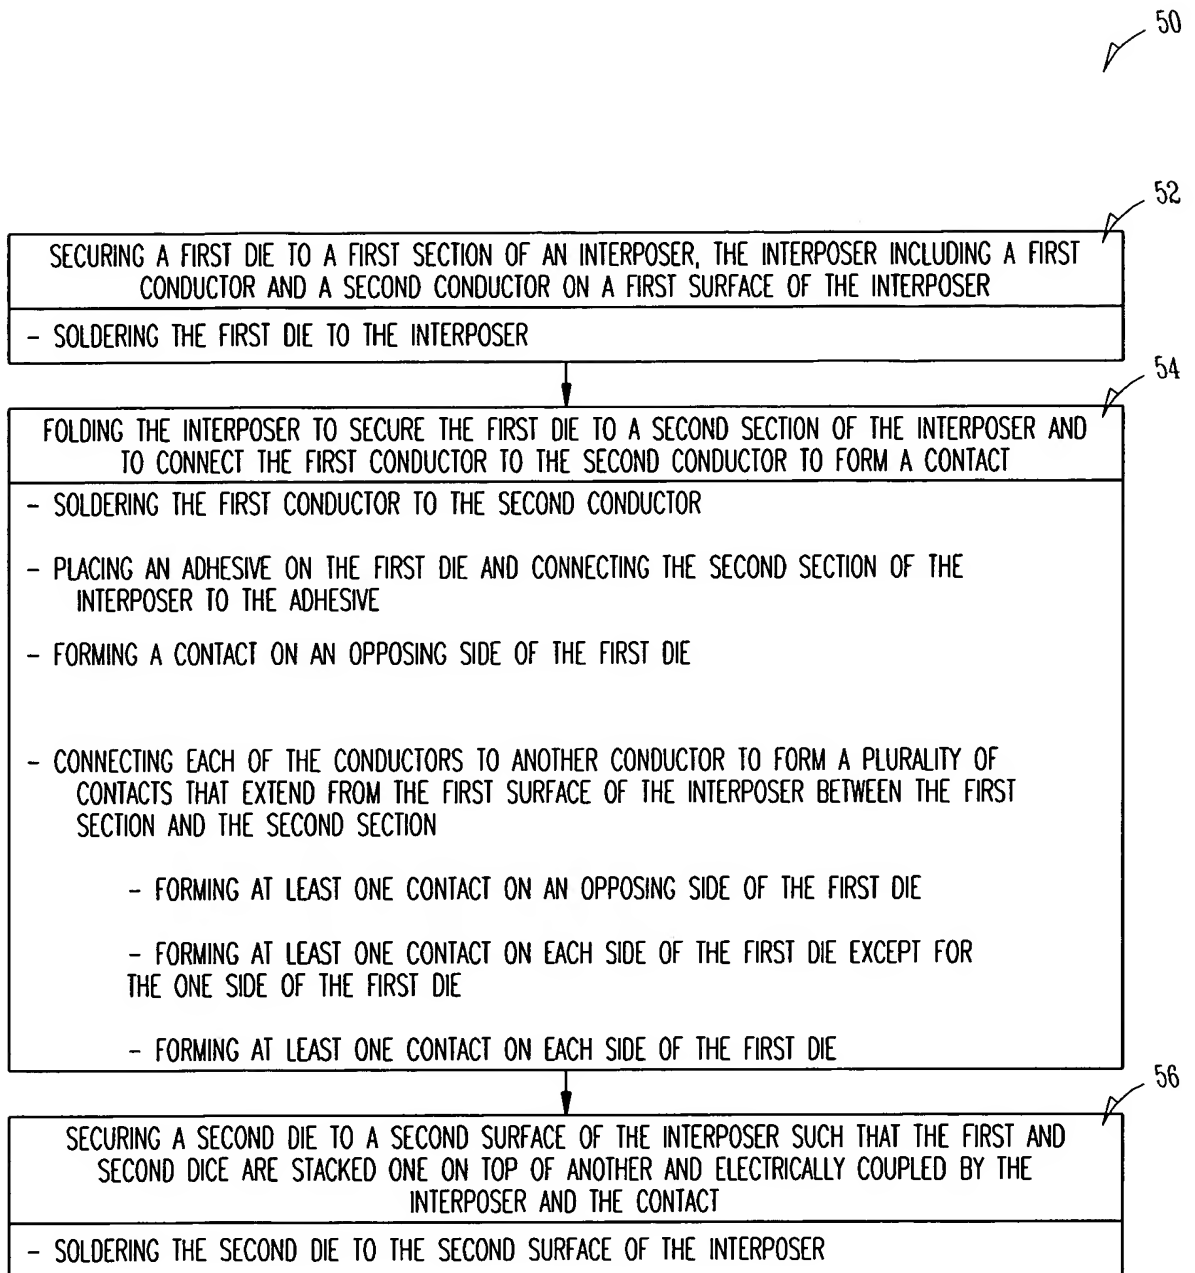 50
52
SECURING A FIRST DIE TO A FIRST SECTION OF AN INTERPOSER, THE INTERPOSER INCLUDING A FIRST
CONDUCTOR AND A SECOND CONDUCTOR ON A FIRST SURFACE OF THE INTERPOSER
- SOLDERING THE FIRST DIE TO THE INTERPOSER
54
FOLDING THE INTERPOSER TO SECURE THE FIRST DIE TO A SECOND SECTION OF THE INTERPOSER AND
TO CONNECT THE FIRST CONDUCTOR TO THE SECOND CONDUCTOR TO FORM A CONTACT
- SOLDERING THE FIRST CONDUCTOR TO THE SECOND CONDUCTOR
- PLACING AN ADHESIVE ON THE FIRST DIE AND CONNECTING THE SECOND SECTION OF THE
INTERPOSER TO THE ADHESIVE
- FORMING A CONTACT ON AN OPPOSING SIDE OF THE FIRST DIE
- CONNECTING EACH OF THE CONDUCTORS TO ANOTHER CONDUCTOR TO FORM A PLURALITY OF
CONTACTS THAT EXTEND FROM THE FIRST SURFACE OF THE INTERPOSER BETWEEN THE FIRST
SECTION AND THE SECOND SECTION
- FORMING AT LEAST ONE CONTACT ON AN OPPOSING SIDE OF THE FIRST DIE
- FORMING AT LEAST ONE CONTACT ON EACH SIDE OF THE FIRST DIE EXCEPT FOR
THE ONE SIDE OF THE FIRST DIE
- FORMING AT LEAST ONE CONTACT ON EACH SIDE OF THE FIRST DIE
56
SECURING A SECOND DIE TO A SECOND SURFACE OF THE INTERPOSER SUCH THAT THE FIRST AND
SECOND DICE ARE STACKED ONE ON TOP OF ANOTHER AND ELECTRICALLY COUPLED BY THE
INTERPOSER AND THE CONTACT
- SOLDERING THE SECOND DIE TO THE SECOND SURFACE OF THE INTERPOSER